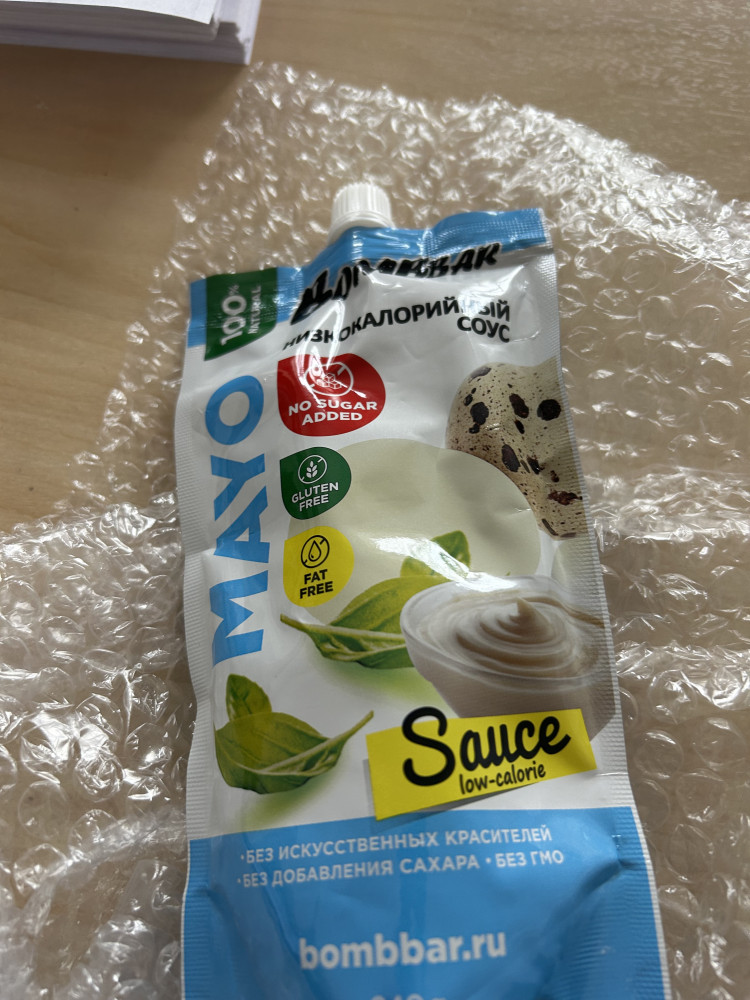 100%
NATURAL
НИЗКОКАЛОРИЙНЫЙ
СОУС
MAYO
NO SUGAR
ADDED
GLUTEN
FREE
FAT
FREE
Sauce
low-calorie
•БЕЗ ИСКУССТВЕННЫХ КРАСИТЕЛЕЙ
•БЕЗ ДОБАВЛЕНИЯ САХАРА •БЕЗ ГМО
bombbar.ru